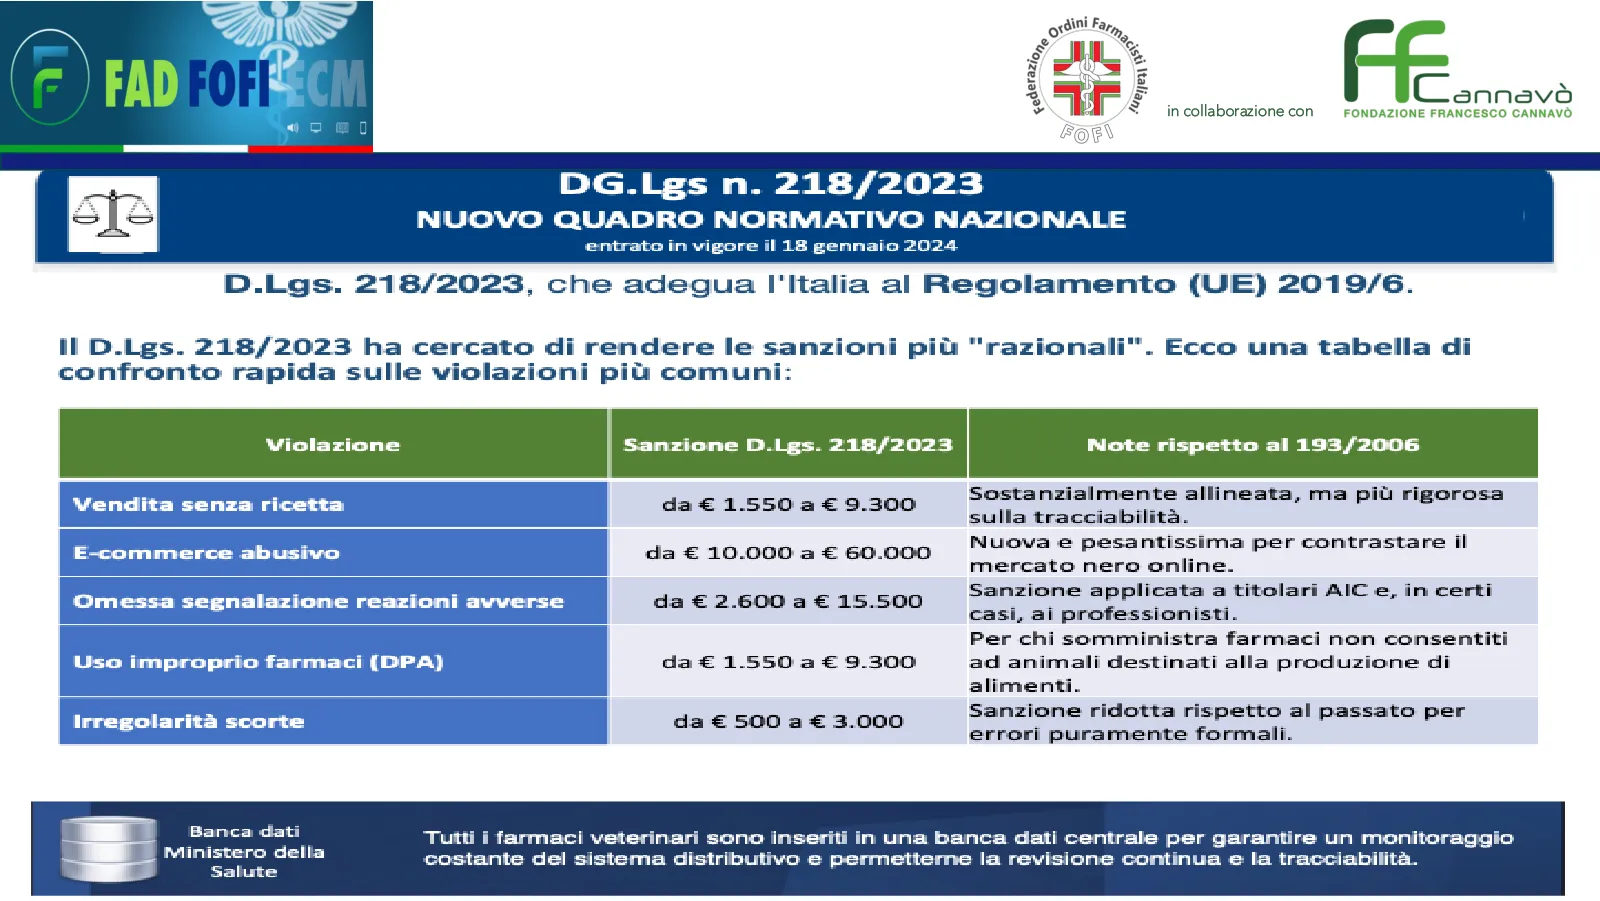 FAD FOFI ECM
Federazione Ordini Farmacisti Italiani
FOFI
in collaborazione con
FFC annavò
FONDAZIONE FRANCESCO CANNAVÒ
DG.Lgs n. 218/2023
NUOVO QUADRO NORMATIVO NAZIONALE
entrato in vigore il 18 gennaio 2024
D.Lgs. 218/2023, che adegua l'Italia al Regolamento (UE) 2019/6.
Il D.Lgs. 218/2023 ha cercato di rendere le sanzioni più "razionali". Ecco una tabella di
confronto rapida sulle violazioni più comuni:
Violazione
Sanzione D.Lgs. 218/2023
Note rispetto al 193/2006
Vendita senza ricetta
da € 1.550 a € 9.300
Sostanzialmente allineata, ma più rigorosa
sulla tracciabilità.
E-commerce abusivo
da € 10.000 a € 60.000
Nuova e pesantissima per contrastare il
mercato nero online.
Omessa segnalazione reazioni avverse
da € 2.600 a € 15.500
Sanzione applicata a titolari AIC e, in certi
casi, ai professionisti.
Uso improprio farmaci (DPA)
da € 1.550 a € 9.300
Per chi somministra farmaci non consentiti
ad animali destinati alla produzione di
alimenti.
Irregolarità scorte
da € 500 a € 3.000
Sanzione ridotta rispetto al passato per
errori puramente formali.
Banca dati
Ministero della
Salute
Tutti i farmaci veterinari sono inseriti in una banca dati centrale per garantire un monitoraggio
costante del sistema distributivo e permetterne la revisione continua e la tracciabilità.